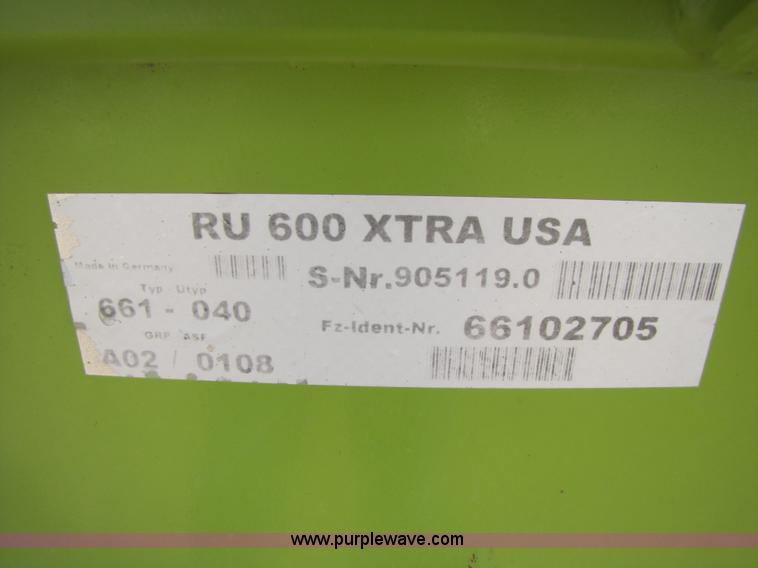 RU 600 XTRA USA
Made in Germany
S-Nr.905119.0
Typ Utyp
661 - 040
Fz-Ident-Nr. 66102705
GRP ASF
A02 / 0108
www.purplewave.com